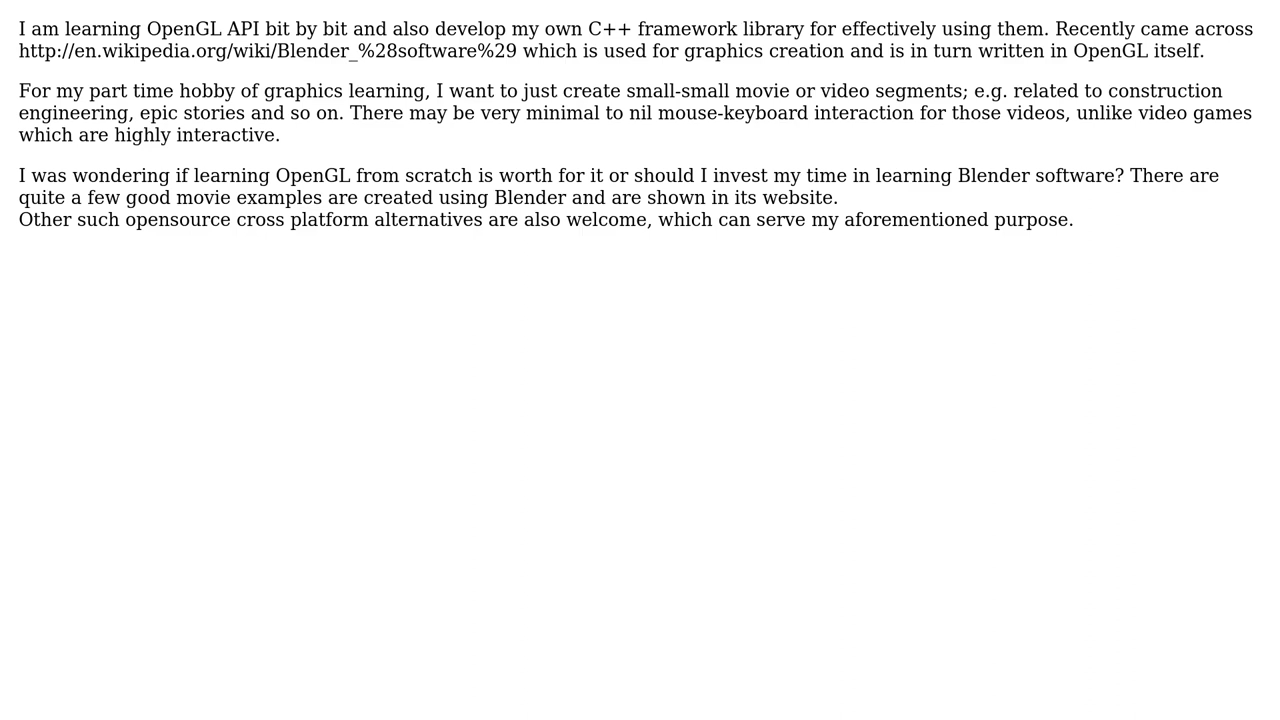 I am learning OpenGL API bit by bit and also develop my own C++ framework library for effectively using them. Recently came across
http://en.wikipedia.org/wiki/Blender_%28software%29 which is used for graphics creation and is in turn written in OpenGL itself.
For my part time hobby of graphics learning, I want to just create small-small movie or video segments; e.g. related to construction
engineering, epic stories and so on. There may be very minimal to nil mouse-keyboard interaction for those videos, unlike video games
which are highly interactive.
I was wondering if learning OpenGL from scratch is worth for it or should I invest my time in learning Blender software? There are
quite a few good movie examples are created using Blender and are shown in its website.
Other such opensource cross platform alternatives are also welcome, which can serve my aforementioned purpose.